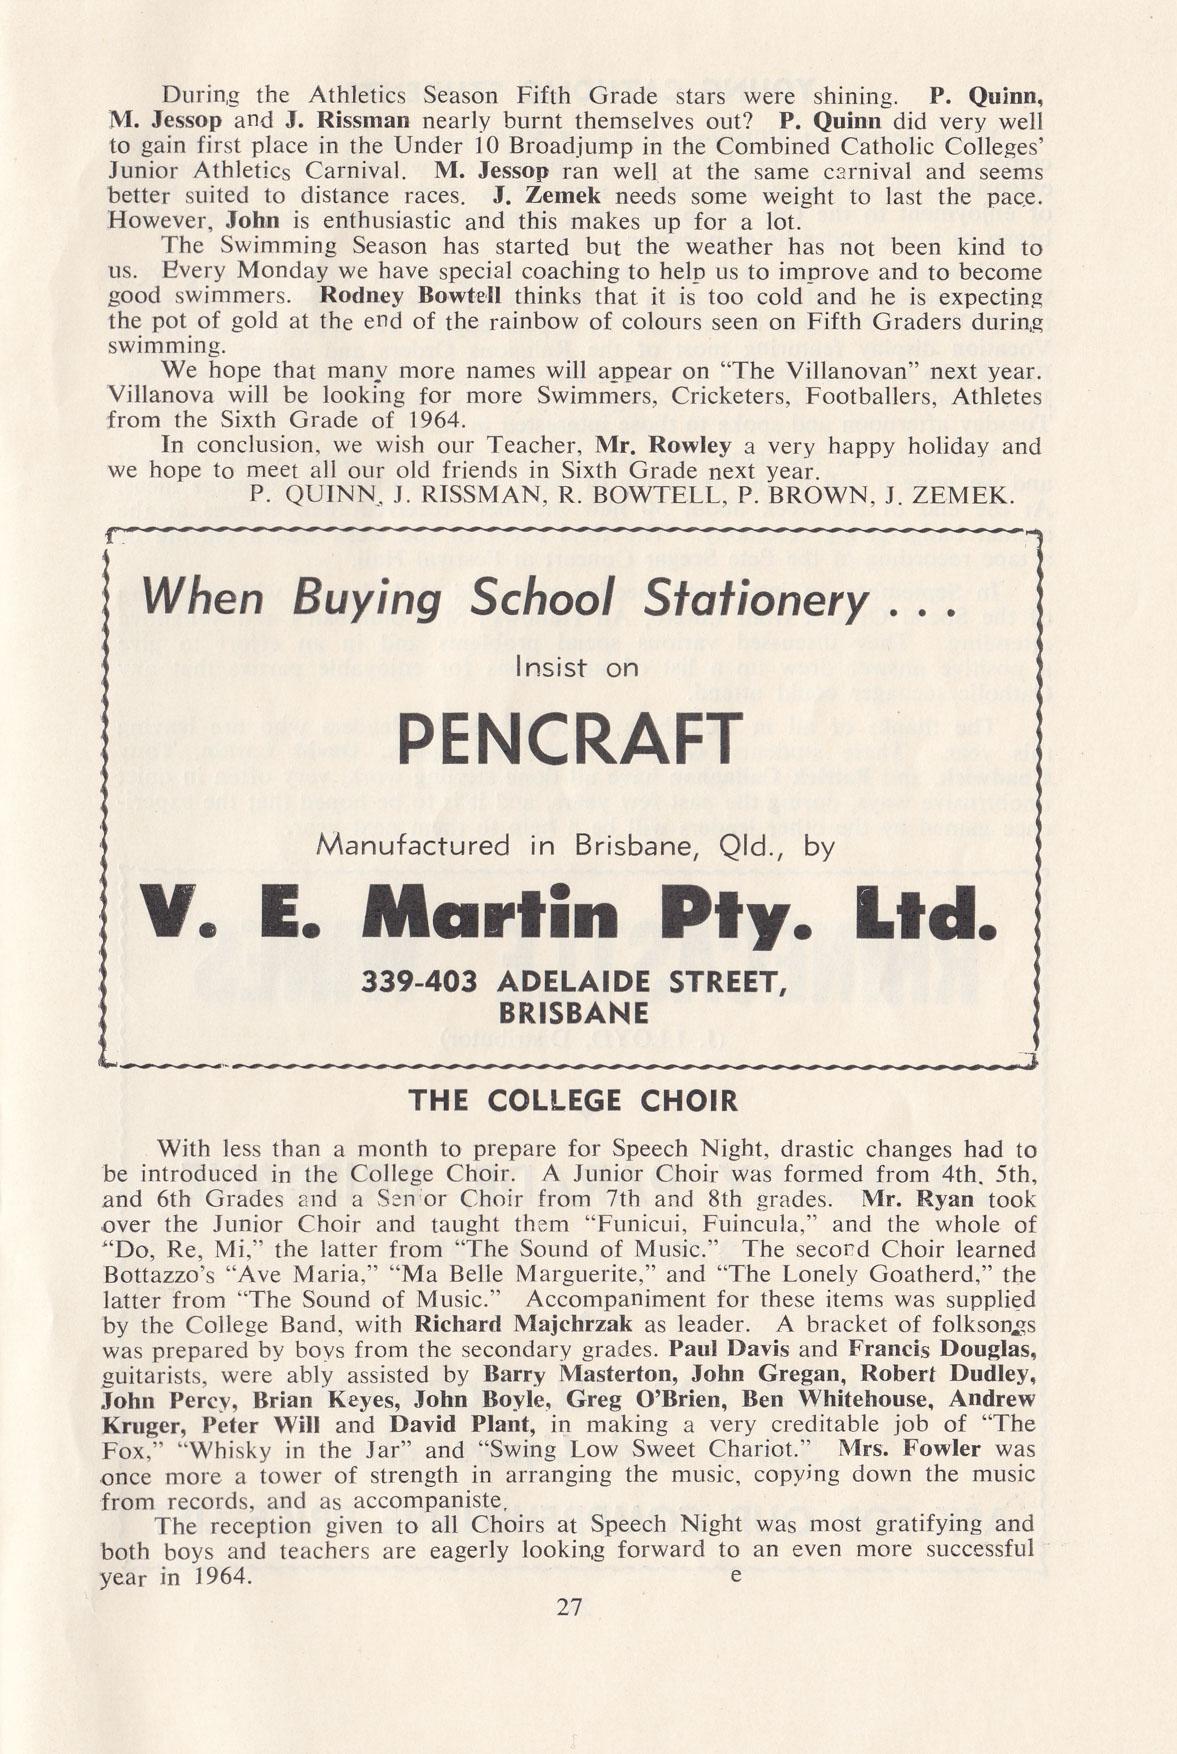 During the Athletics Season Fifth Grade stars were shining. P. Quinn,
M. Jessop and J. Rissman nearly burnt themselves out? P. Quinn did very well
to gain first place in the Under 10 Broadjump in the Combined Catholic Colleges'
Junior Athletics Carnival. M. Jessop ran well at the same carnival and seems
better suited to distance races. J. Zemek needs some weight to last the pace.
However, John is enthusiastic and this makes up for a lot.
The Swimming Season has started but the weather has not been kind to
us. Every Monday we have special coaching to help us to improve and to become
good swimmers. Rodney Bowtell thinks that it is too cold and he is expecting
the pot of gold at the end of the rainbow of colours seen on Fifth Graders during
swimming.
We hope that many more names will appear on "The Villanovan" next year.
Villanova will be looking for more Swimmers, Cricketers, Footballers, Athletes
from the Sixth Grade of 1964.
In conclusion, we wish our Teacher, Mr. Rowley a very happy holiday and
we hope to meet all our old friends in Sixth Grade next year.
P. QUINN, J. RISSMAN, R. BOWTELL, P. BROWN, J. ZEMEK.
When Buying School Stationery . . .
Insist on
PENCRAFT
Manufactured in Brisbane, Qld., by
V. E. Martin Pty. Ltd.
339-403 ADELAIDE STREET,
BRISBANE
THE COLLEGE CHOIR
With less than a month to prepare for Speech Night, drastic changes had to
be introduced in the College Choir. A Junior Choir was formed from 4th, 5th,
and 6th Grades and a Senior Choir from 7th and 8th grades. Mr. Ryan took
over the Junior Choir and taught them "Funicui, Fuincula," and the whole of
"Do, Re, Mi," the latter from "The Sound of Music." The second Choir learned
Bottazzo's "Ave Maria," "Ma Belle Marguerite," and "The Lonely Goatherd," the
latter from "The Sound of Music." Accompaniment for these items was supplied
by the College Band, with Richard Majchrzak as leader. A bracket of folksongs
was prepared by boys from the secondary grades. Paul Davis and Francis Douglas,
guitarists, were ably assisted by Barry Masterton, John Gregan, Robert Dudley,
John Percy, Brian Keyes, John Boyle, Greg O'Brien, Ben Whitehouse, Andrew
Kruger, Peter Will and David Plant, in making a very creditable job of "The
Fox," "Whisky in the Jar" and "Swing Low Sweet Chariot." Mrs. Fowler was
once more a tower of strength in arranging the music, copying down the music
from records, and as accompaniste.
The reception given to all Choirs at Speech Night was most gratifying and
both boys and teachers are eagerly looking forward to an even more successful
year in 1964. e
27